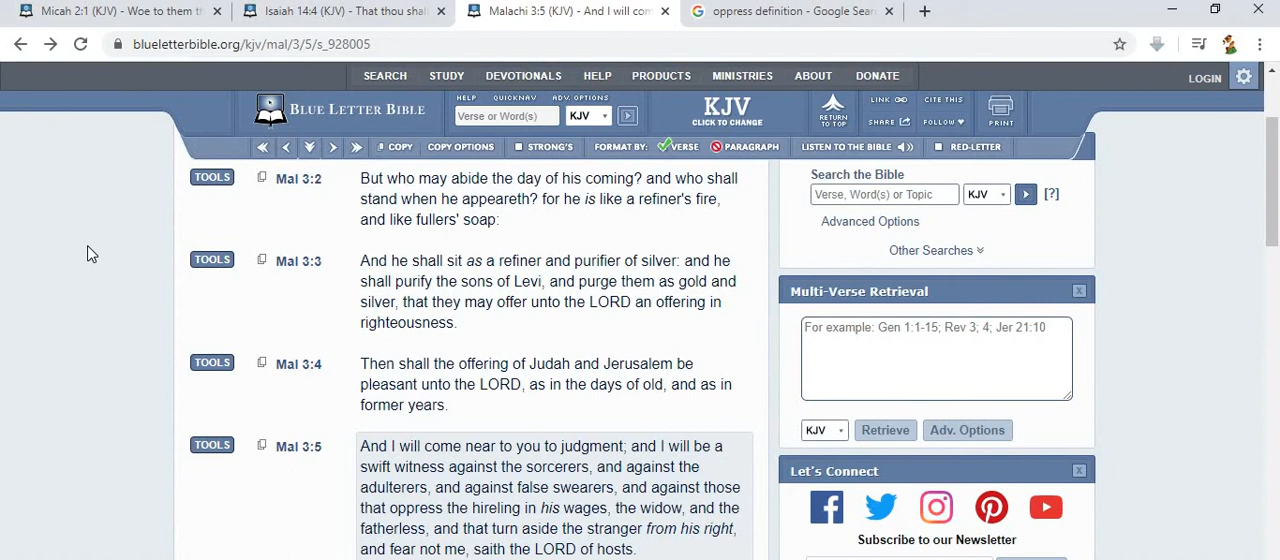 Micah 2:1 (KJV) - Woe to them th
Isaiah 14:4 (KJV) - That thou shal
Malachi 3:5 (KJV) - And I will com
oppress definition - Google Sear
blueletterbible.org/kjv/mal/3/5/s_928005
SEARCH STUDY DEVOTIONALS HELP PRODUCTS MINISTRIES ABOUT DONATE LOGIN
BLUE LETTER BIBLE
HELP QUICKNAV ADV. OPTIONS
Verse or Word(s) KJV
KJV
CLICK TO CHANGE
RETURN
TO TOP
LINK CITE THIS
SHARE FOLLOW
PRINT
COPY COPY OPTIONS STRONG'S FORMAT BY: VERSE PARAGRAPH LISTEN TO THE BIBLE RED-LETTER
TOOLS Mal 3:2 But who may abide the day of his coming? and who shall
stand when he appeareth? for he is like a refiner's fire,
and like fullers' soap:
TOOLS Mal 3:3 And he shall sit as a refiner and purifier of silver: and he
shall purify the sons of Levi, and purge them as gold and
silver, that they may offer unto the LORD an offering in
righteousness.
TOOLS Mal 3:4 Then shall the offering of Judah and Jerusalem be
pleasant unto the LORD, as in the days of old, and as in
former years.
TOOLS Mal 3:5 And I will come near to you to judgment; and I will be a
swift witness against the sorcerers, and against the
adulterers, and against false swearers, and against those
that oppress the hireling in his wages, the widow, and the
fatherless, and that turn aside the stranger from his right,
and fear not me, saith the LORD of hosts.
Search the Bible
Verse, Word(s) or Topic KJV [?]
Advanced Options
Other Searches
Multi-Verse Retrieval X
For example: Gen 1:1-15; Rev 3; 4; Jer 21:10
KJV Retrieve Adv. Options
Let's Connect X
Subscribe to our Newsletter